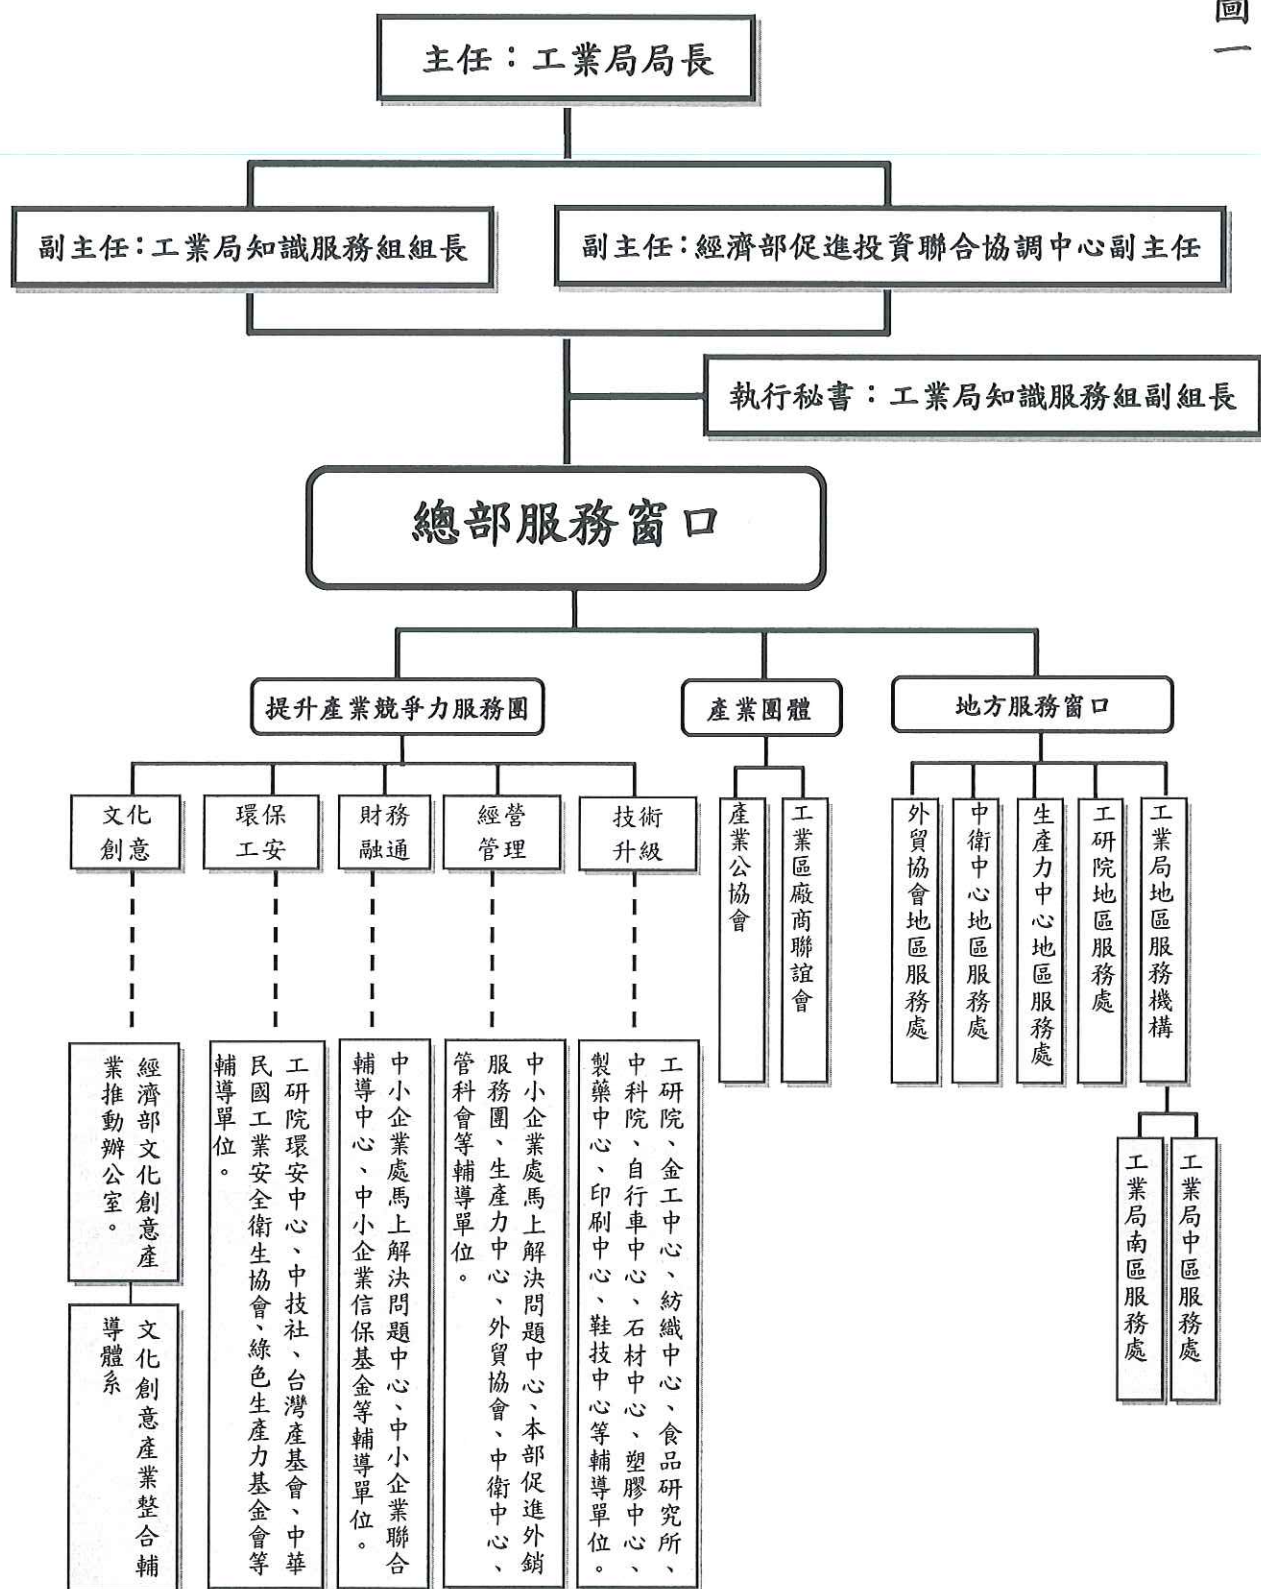 圖一
主任：工業局局長
副主任：工業局知識服務組組長
副主任：經濟部促進投資聯合協調中心副主任
執行秘書：工業局知識服務組副組長
總部服務窗口
提升產業競爭力服務團
產業團體
地方服務窗口
文化
創意
環保
工安
財務
融通
經營
管理
技術
升級
產業公協會
工業區廠商聯誼會
外貿協會地區服務處
中衛中心地區服務處
生產力中心地區服務處
工研院地區服務處
工業局地區服務機構
經濟部文化創意產
業推動辦公室。
文化創意產業整合輔
導體系
工研院環安中心、中技社、台灣產基會、中華
民國工業安全衛生協會、綠色生產力基金會等
輔導單位。
中小企業處馬上解決問題中心、中小企業聯合
輔導中心、中小企業信保基金等輔導單位。
中小企業處馬上解決問題中心、本部促進外銷
服務團、生產力中心、外貿協會、中衛中心、
管科會等輔導單位。
工研院、金工中心、紡織中心、食品研究所、
中科院、自行車中心、石材中心、塑膠中心、
製藥中心、印刷中心、鞋技中心等輔導單位。
工業局南區服務處
工業局中區服務處